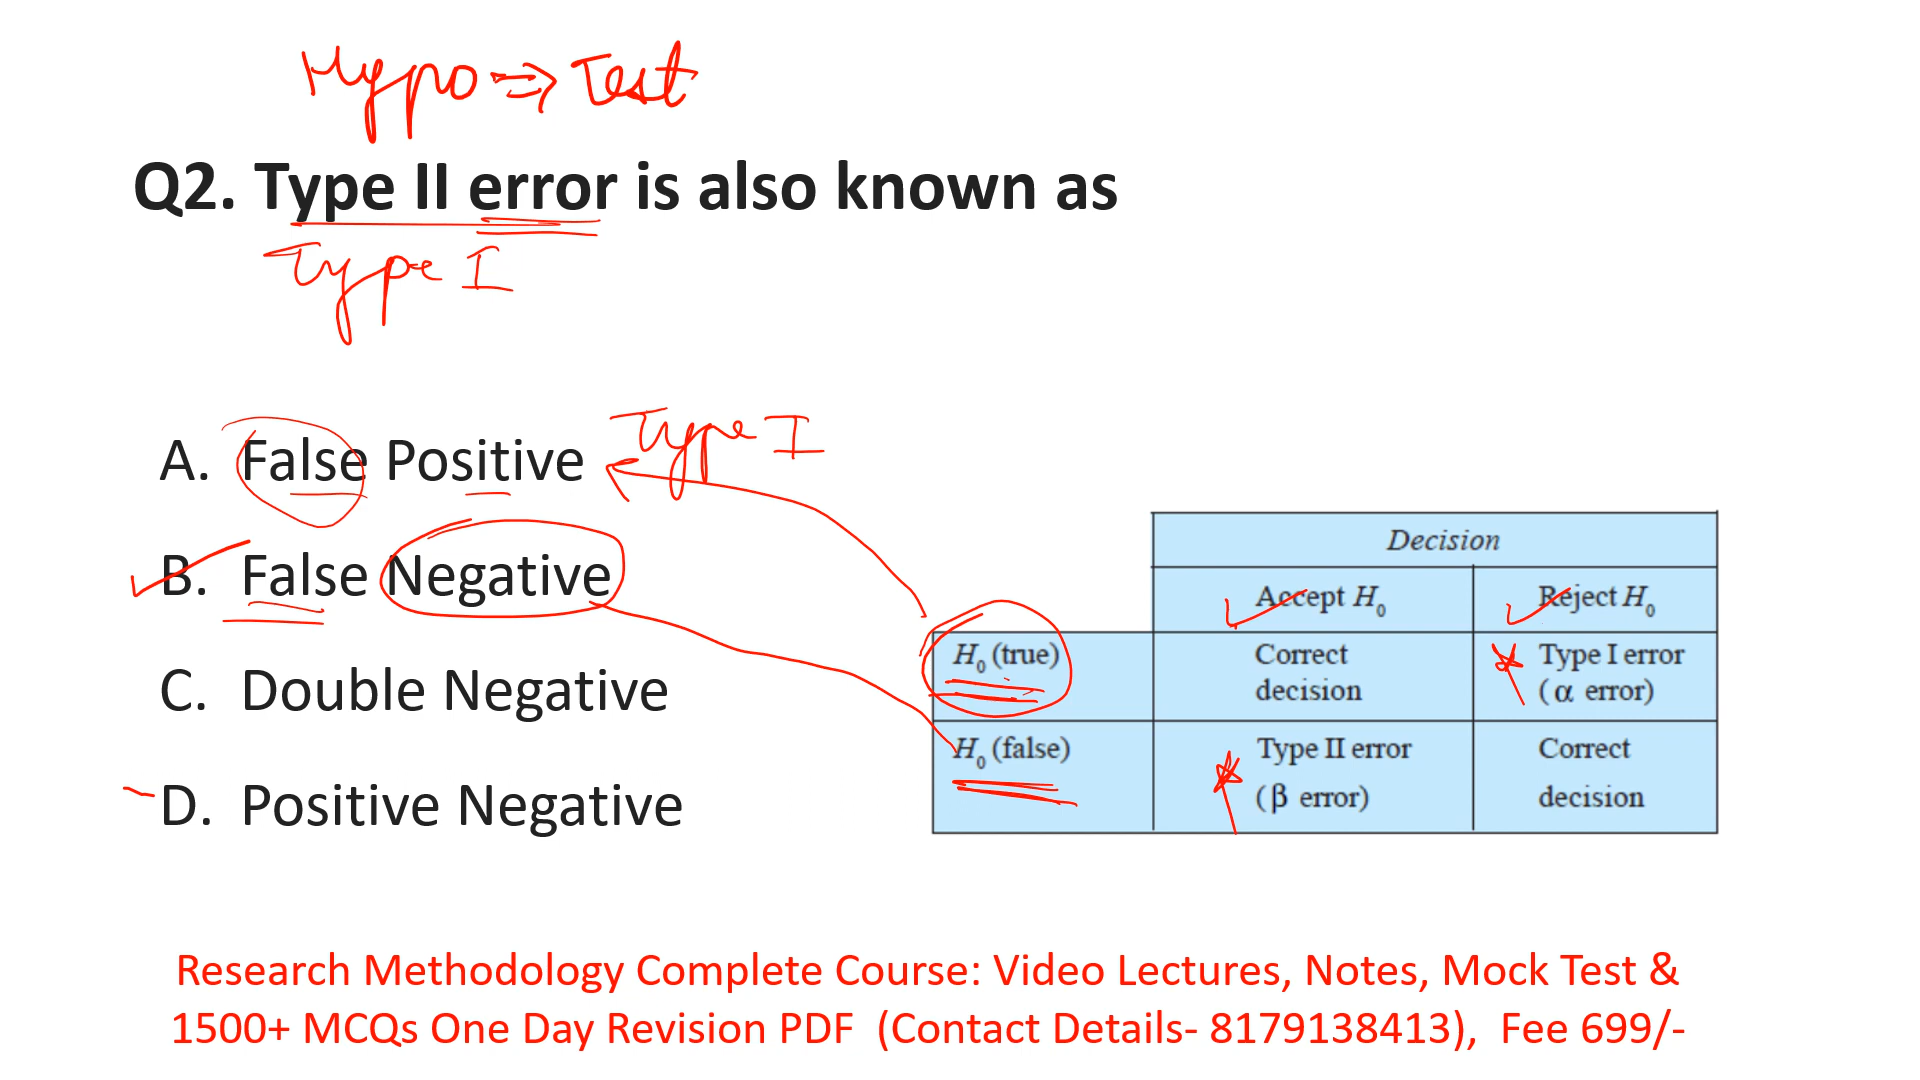 Hypo ⇒ Test
Q2. Type II error is also known as
Type I
A. False Positive
Type I
B. False Negative
C. Double Negative
D. Positive Negative
Decision
Accept H₀ Reject H₀
H₀ (true) Correct decision Type I error (α error)
H₀ (false) Type II error (β error) Correct decision
Research Methodology Complete Course: Video Lectures, Notes, Mock Test &
1500+ MCQs One Day Revision PDF (Contact Details- 8179138413), Fee 699/-